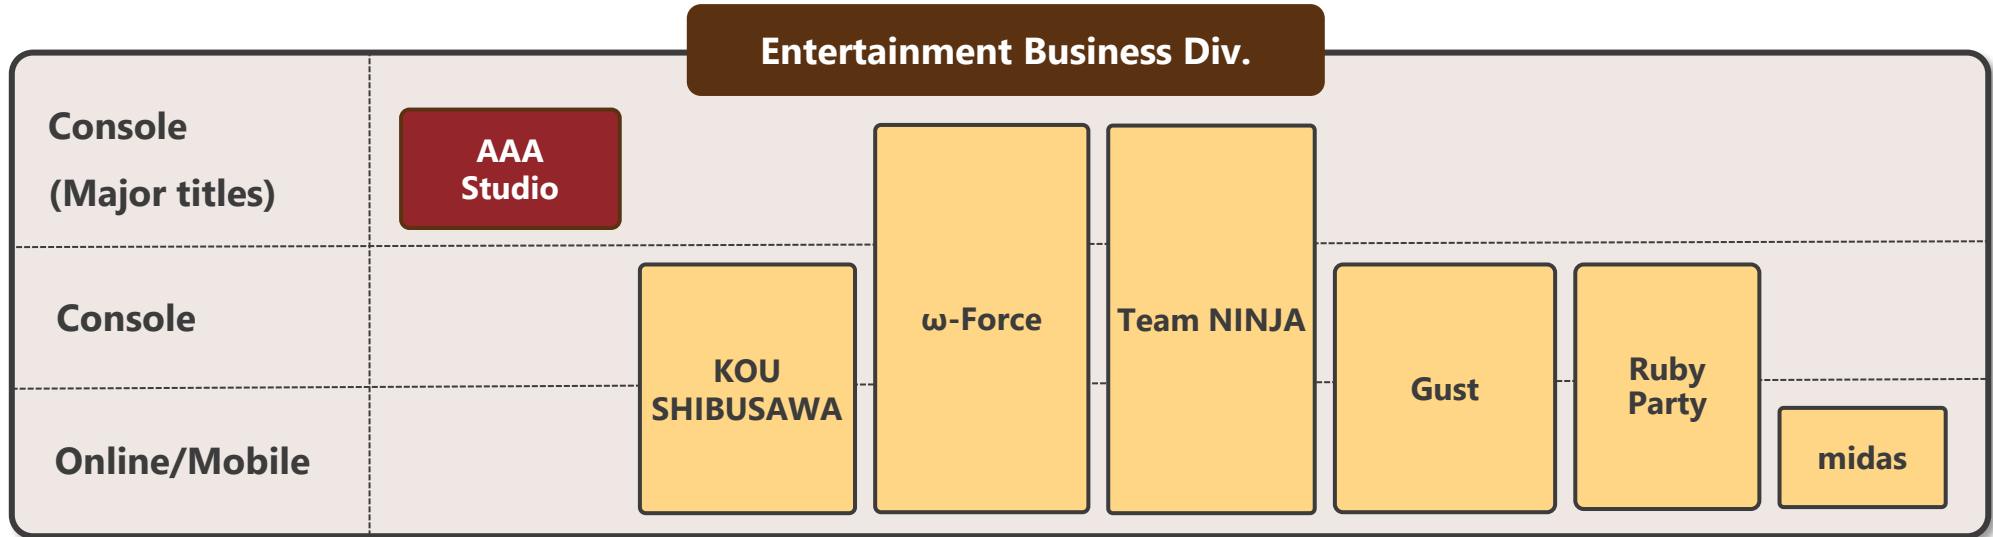 Entertainment Business Div.
Console
(Major titles)
AAA
Studio
Console
KOU
SHIBUSAWA
ω-Force
Team NINJA
Gust
Ruby
Party
Online/Mobile
midas